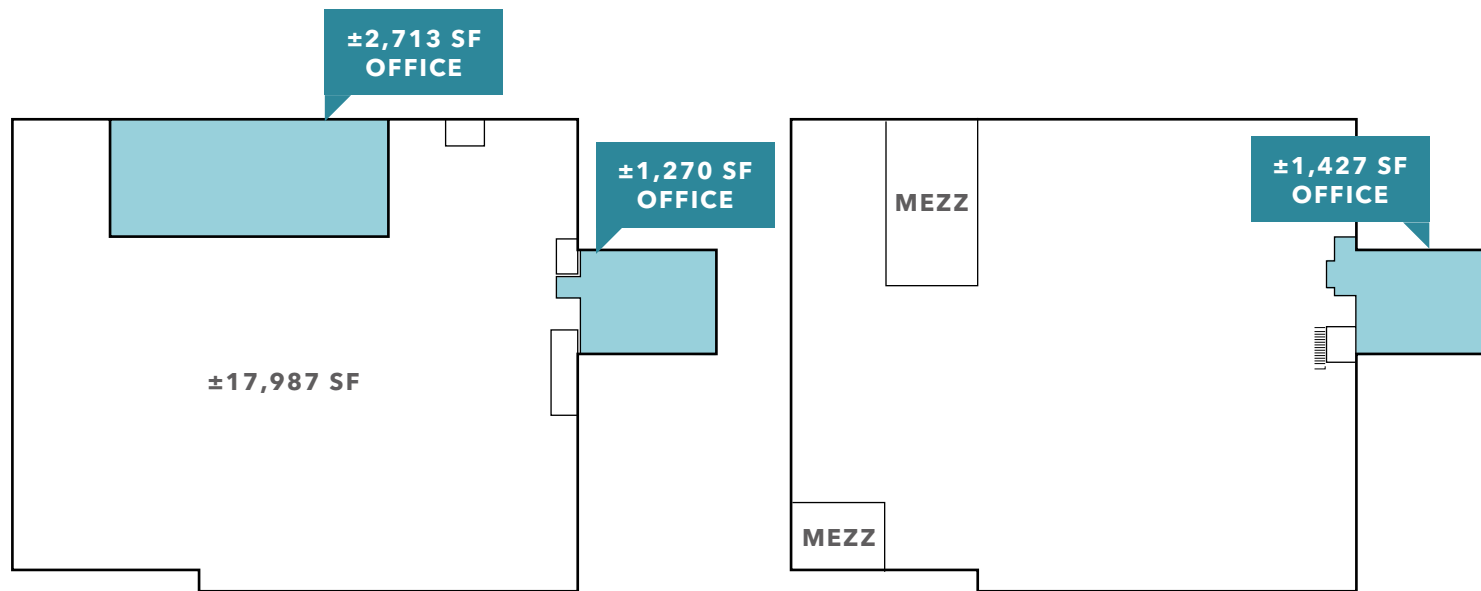 ±2,713 SF
OFFICE
±1,270 SF
OFFICE
±17,987 SF
MEZZ
±1,427 SF
OFFICE
MEZZ